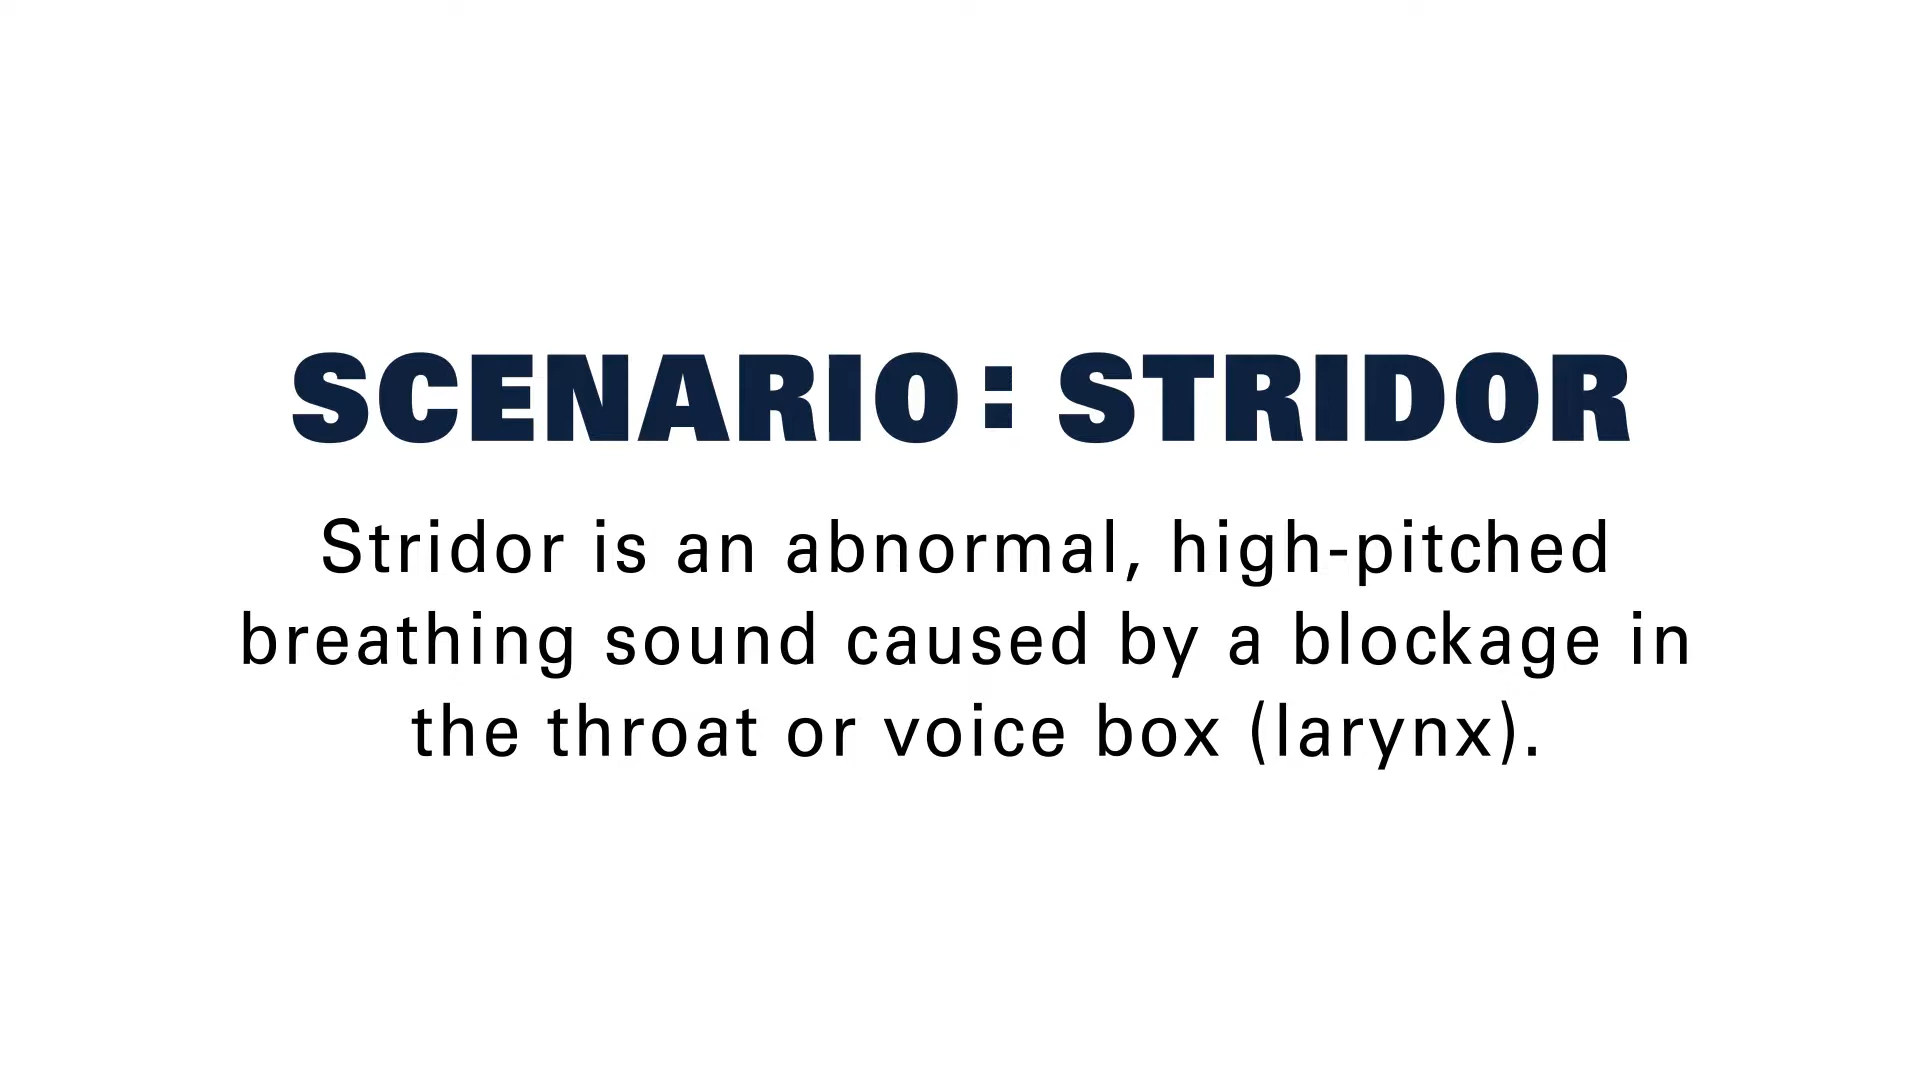 SCENARIO: STRIDOR
Stridor is an abnormal, high-pitched
breathing sound caused by a blockage in
the throat or voice box (larynx).